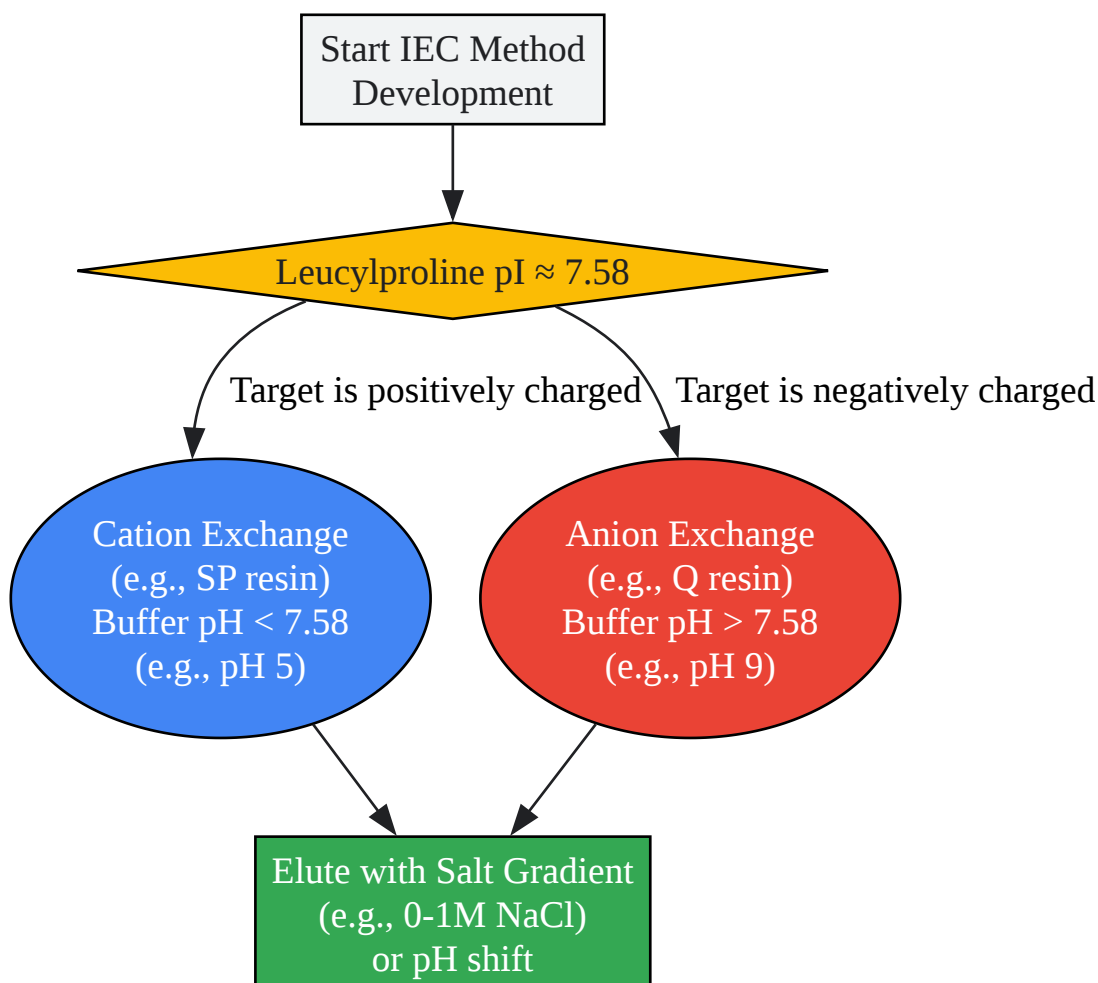 Start IEC Method
Development
Leucylproline pI ≈ 7.58
Target is positively charged
Target is negatively charged
Cation Exchange
(e.g., SP resin)
Buffer pH < 7.58
(e.g., pH 5)
Anion Exchange
(e.g., Q resin)
Buffer pH > 7.58
(e.g., pH 9)
Elute with Salt Gradient
(e.g., 0-1M NaCl)
or pH shift